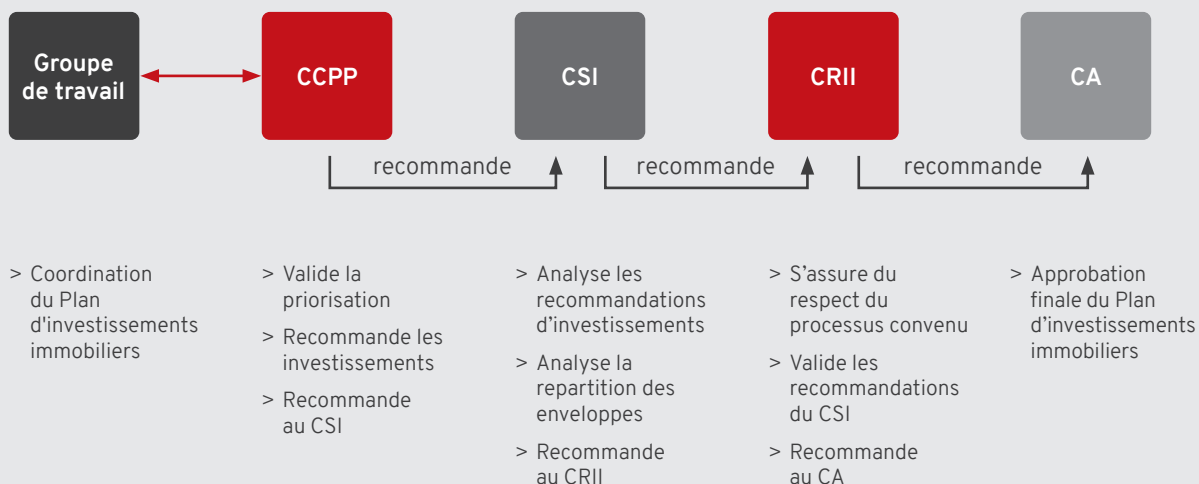 Groupe
de travail
CCPP
CSI
CRII
CA
recommande
recommande
recommande
> Coordination
du Plan
d'investissements
immobiliers
> Valide la
priorisation
> Recommande les
investissements
> Recommande
au CSI
> Analyse les
recommandations
d’investissements
> Analyse la
repartition des
enveloppes
> Recommande
au CRII
> S’assure du
respect du
processus convenu
> Valide les
recommandations
du CSI
> Recommande
au CA
> Approbation
finale du Plan
d’investissements
immobiliers